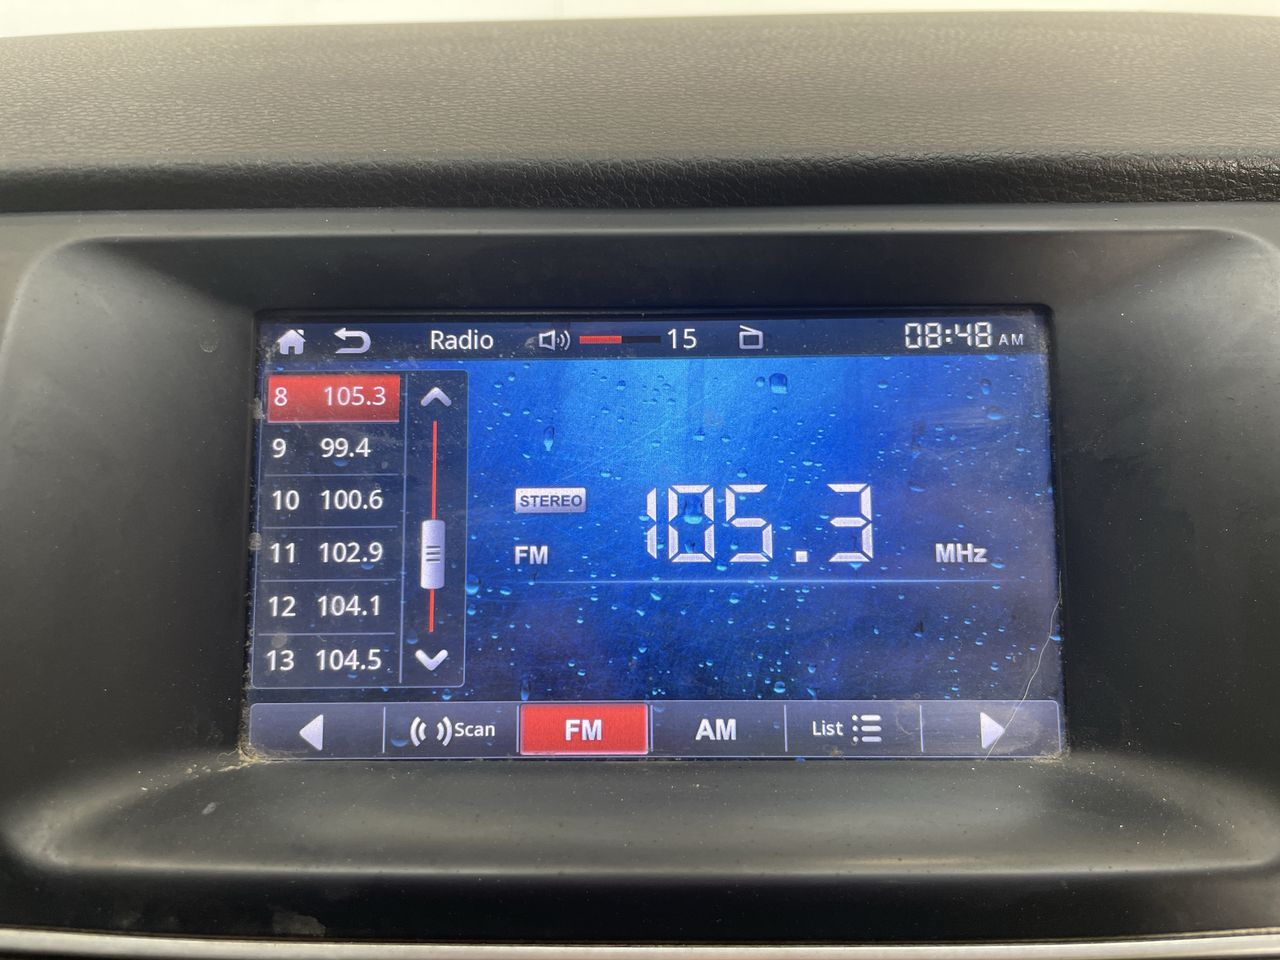 Radio 15 08:48 AM
8 105.3
9 99.4
10 100.6
11 102.9
12 104.1
13 104.5
STEREO
FM 105.3 MHz
Scan FM AM List